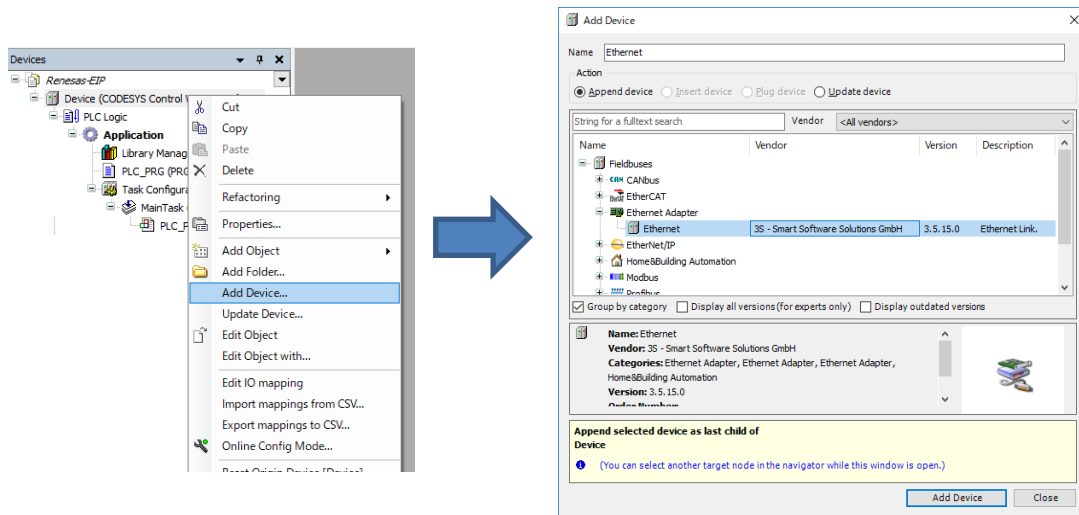 Devices
Renesas-EIP
Device (CODESYS Control
PLC Logic
Application
Library Manag
PLC_PRG (PRG
Task Configura
MainTask
PLC_P
Cut
Copy
Paste
Delete
Refactoring
Properties...
Add Object
Add Folder...
Add Device...
Update Device...
Edit Object
Edit Object with...
Edit IO mapping
Import mappings from CSV...
Export mappings to CSV...
Online Config Mode...
Reset Origin Device [Device]
Add Device
Name Ethernet
Action
Append device Insert device Plug device Update device
String for a fulltext search Vendor <All vendors>
Name Vendor Version Description
Fieldbuses
CAN CANbus
EtherCAT
Ethernet Adapter
Ethernet 3S - Smart Software Solutions GmbH 3.5.15.0 Ethernet Link.
EtherNet/IP
Home&Building Automation
Modbus
Profibus
Group by category Display all versions (for experts only) Display outdated versions
Name: Ethernet
Vendor: 3S - Smart Software Solutions GmbH
Categories: Ethernet Adapter, Ethernet Adapter, Ethernet Adapter,
Home&Building Automation
Version: 3.5.15.0
Order Number:
Append selected device as last child of
Device
(You can select another target node in the navigator while this window is open.)
Add Device Close